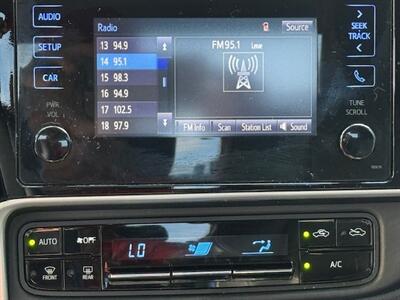 AUDIO
SETUP
CAR
PWR
VOL
Radio
Source
13 94.9
14 95.1
15 98.3
16 94.9
17 102.5
18 97.9
FM 95.1
FM Info
Scan
Station List
Sound
SEEK
TRACK
TUNE
SCROLL
AUTO
OFF
FRONT
REAR
LO
A/C